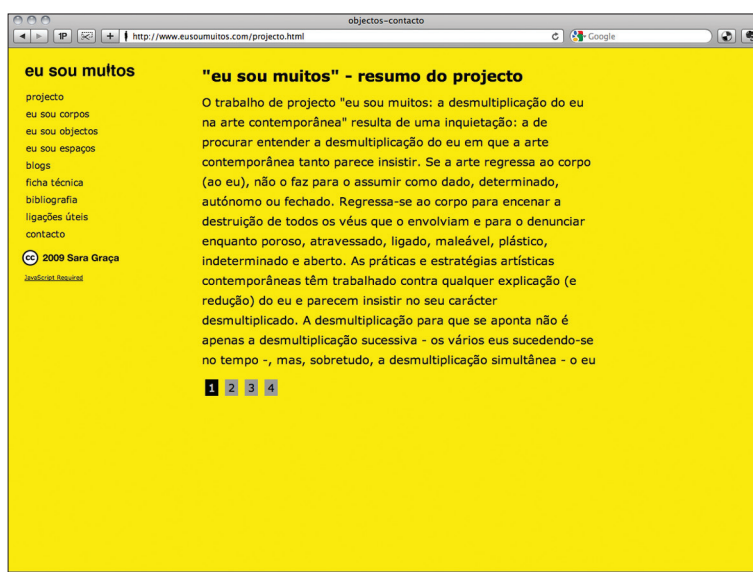 objectos-contacto
1P
http://www.eusoumuitos.com/projecto.html
Google
eu sou muitos
projecto
eu sou corpos
eu sou objectos
eu sou espaços
blogs
ficha técnica
bibliografia
ligações úteis
contacto
cc 2009 Sara Graça
JavaScript Required
"eu sou muitos" - resumo do projecto
O trabalho de projecto "eu sou muitos: a desmultiplicação do eu
na arte contemporânea" resulta de uma inquietação: a de
procurar entender a desmultiplicação do eu em que a arte
contemporânea tanto parece insistir. Se a arte regressa ao corpo
(ao eu), não o faz para o assumir como dado, determinado,
autónomo ou fechado. Regressa-se ao corpo para encenar a
destruição de todos os véus que o envolviam e para o denunciar
enquanto poroso, atravessado, ligado, maleável, plástico,
indeterminado e aberto. As práticas e estratégias artísticas
contemporâneas têm trabalhado contra qualquer explicação (e
redução) do eu e parecem insistir no seu carácter
desmultiplicado. A desmultiplicação para que se aponta não é
apenas a desmultiplicação sucessiva - os vários eus sucedendo-se
no tempo -, mas, sobretudo, a desmultiplicação simultânea - o eu
1 2 3 4